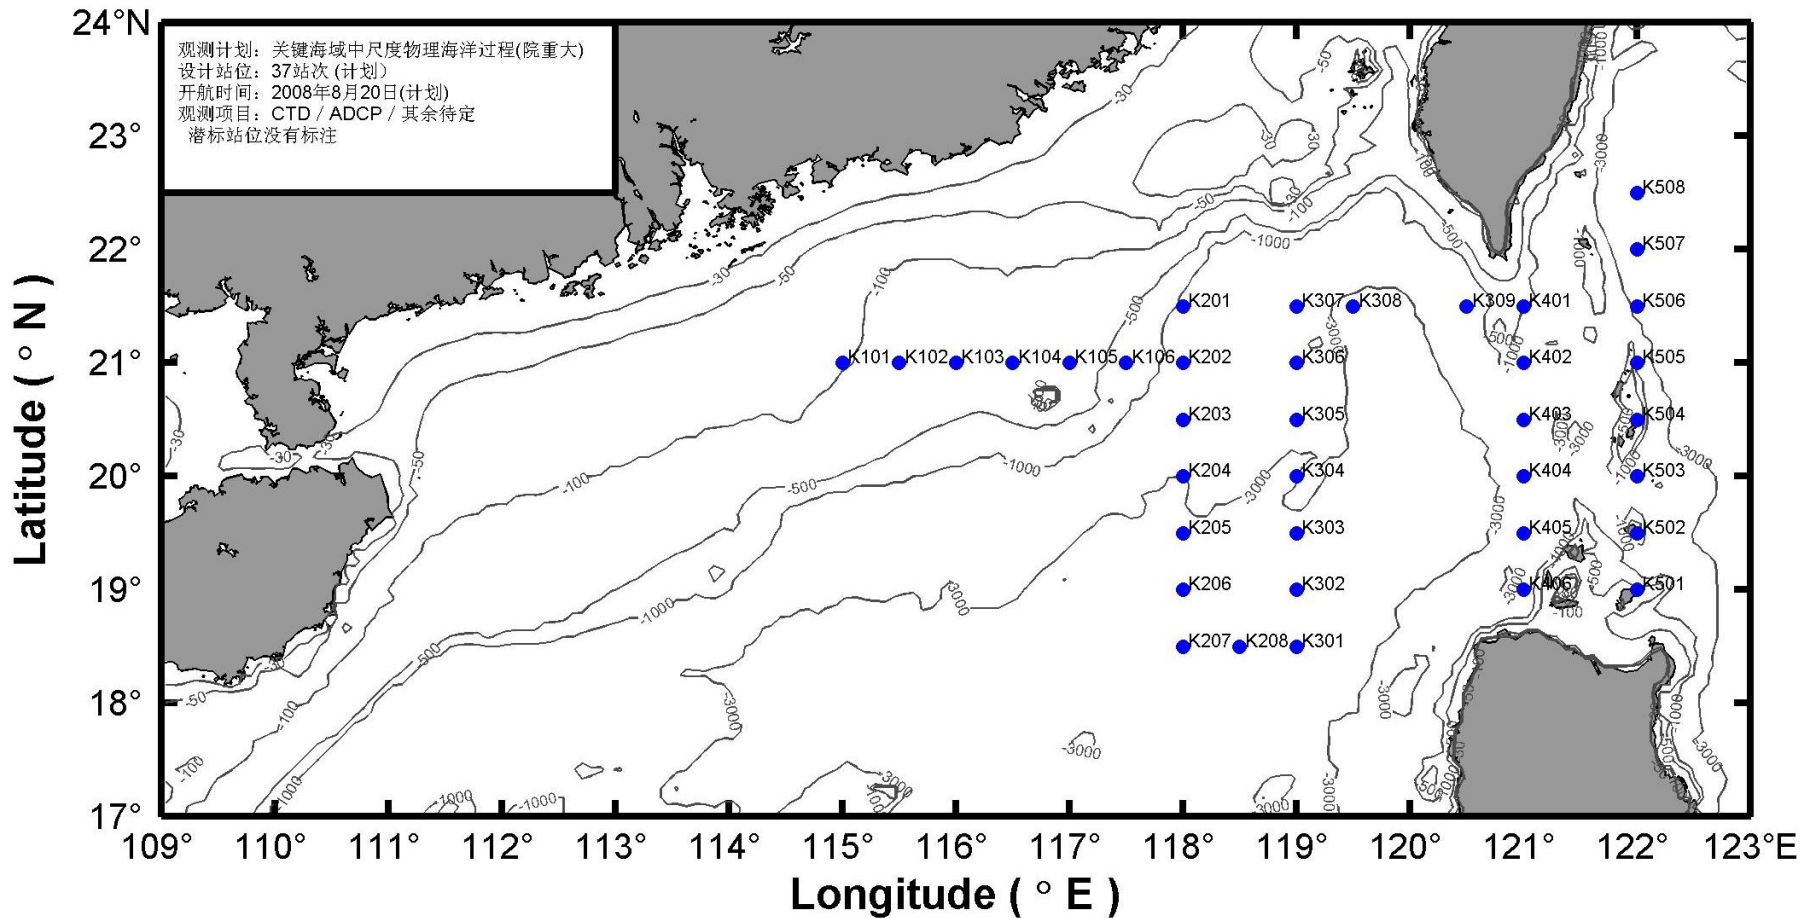 24°N
观测计划：关键海域中尺度物理海洋过程(院重大)
设计站位：37站次 (计划)
开航时间：2008年8月20日(计划)
观测项目：CTD / ADCP / 其余待定
潜标站位没有标注
23°
22°
21°
20°
19°
18°
17°
Latitude ( ° N )
K508
K507
K201 K307 K308 K309 K401 K506
K101 K102 K103 K104 K105 K106 K202 K306 K402 K505
K203 K305 K403 K504
K204 K304 K404 K503
K205 K303 K405 K502
K206 K302 K406 K501
K207 K208 K301
-30
-50
-100
-500
-1000
-3000
109° 110° 111° 112° 113° 114° 115° 116° 117° 118° 119° 120° 121° 122° 123°E
Longitude ( ° E )